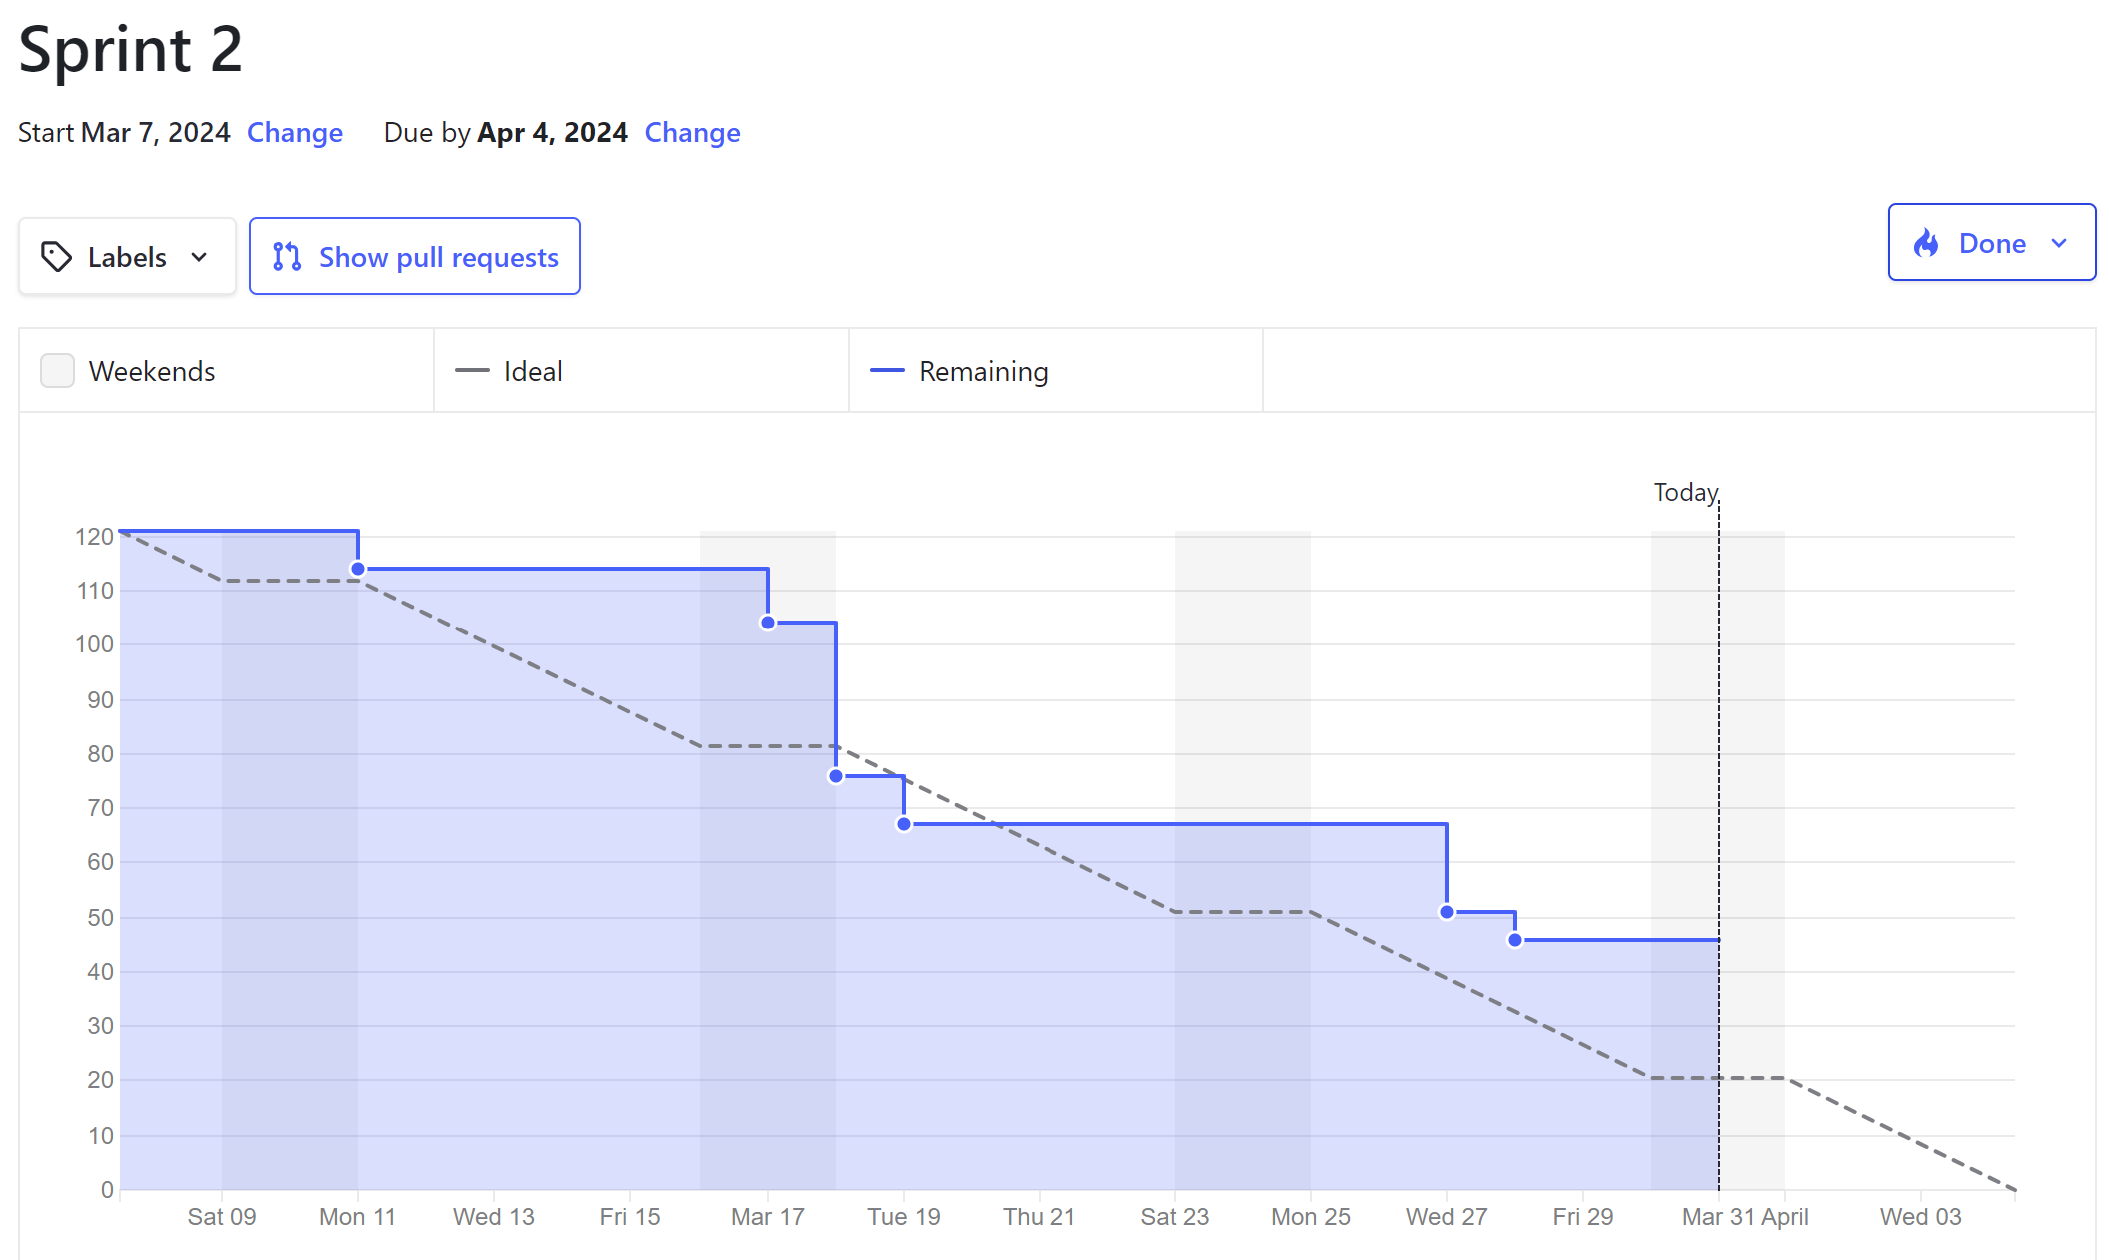 Sprint 2
Start Mar 7, 2024 Change Due by Apr 4, 2024 Change
Labels Show pull requests Done
Weekends Ideal Remaining
Today
120
110
100
90
80
70
60
50
40
30
20
10
0
Sat 09 Mon 11 Wed 13 Fri 15 Mar 17 Tue 19 Thu 21 Sat 23 Mon 25 Wed 27 Fri 29 Mar 31 April Wed 03